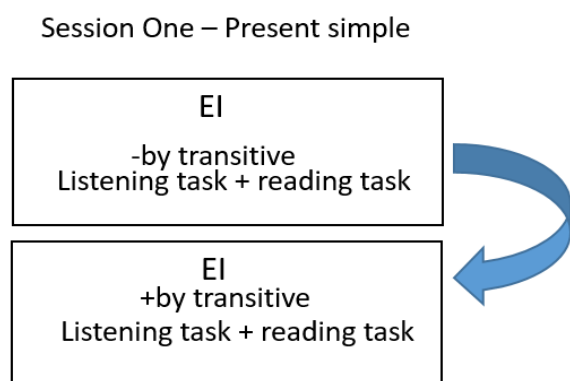 Session One – Present simple
EI
-by transitive
Listening task + reading task
EI
+by transitive
Listening task + reading task